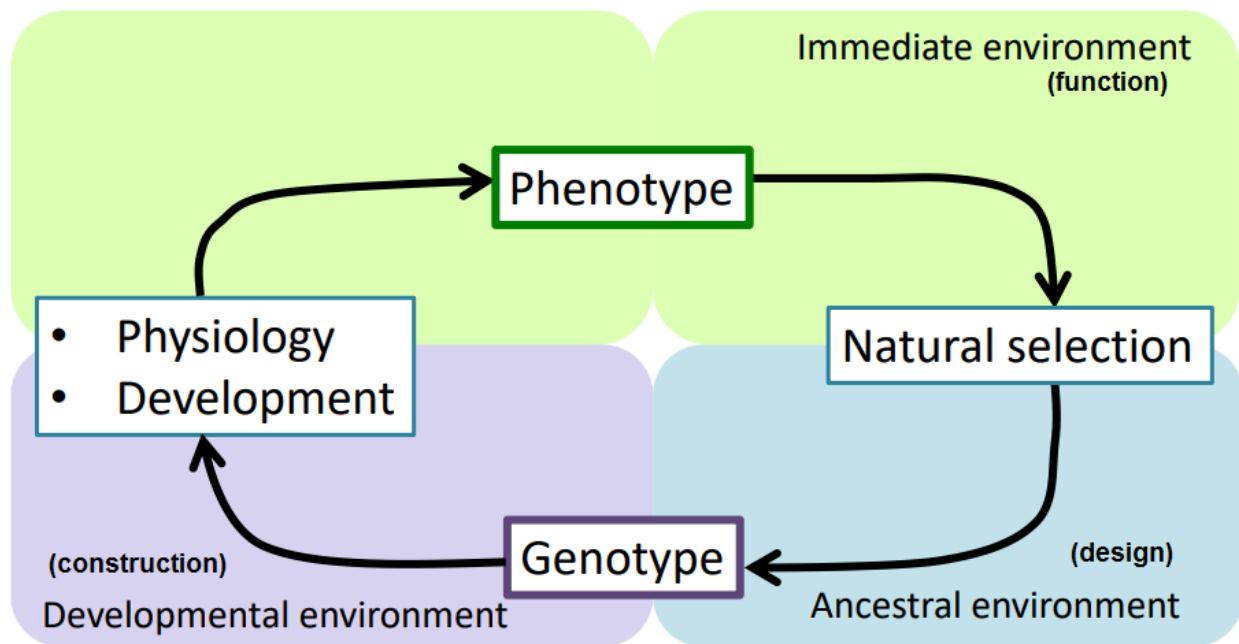 Immediate environment
(function)
Phenotype
• Physiology
• Development
Natural selection
Genotype
(construction)
Developmental environment
(design)
Ancestral environment